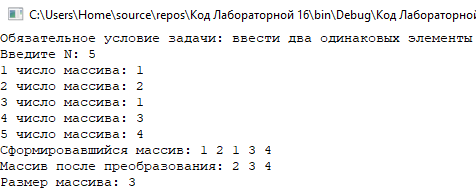 C:\Users\Home\source\repos\Код Лабораторной 16\bin\Debug\Код Лабораторной
Обязательное условие задачи: ввести два одинаковых элементы
Введите N: 5
1 число массива: 1
2 число массива: 2
3 число массива: 1
4 число массива: 3
5 число массива: 4
Сформировавшийся массив: 1 2 1 3 4
Массив после преобразования: 2 3 4
Размер массива: 3